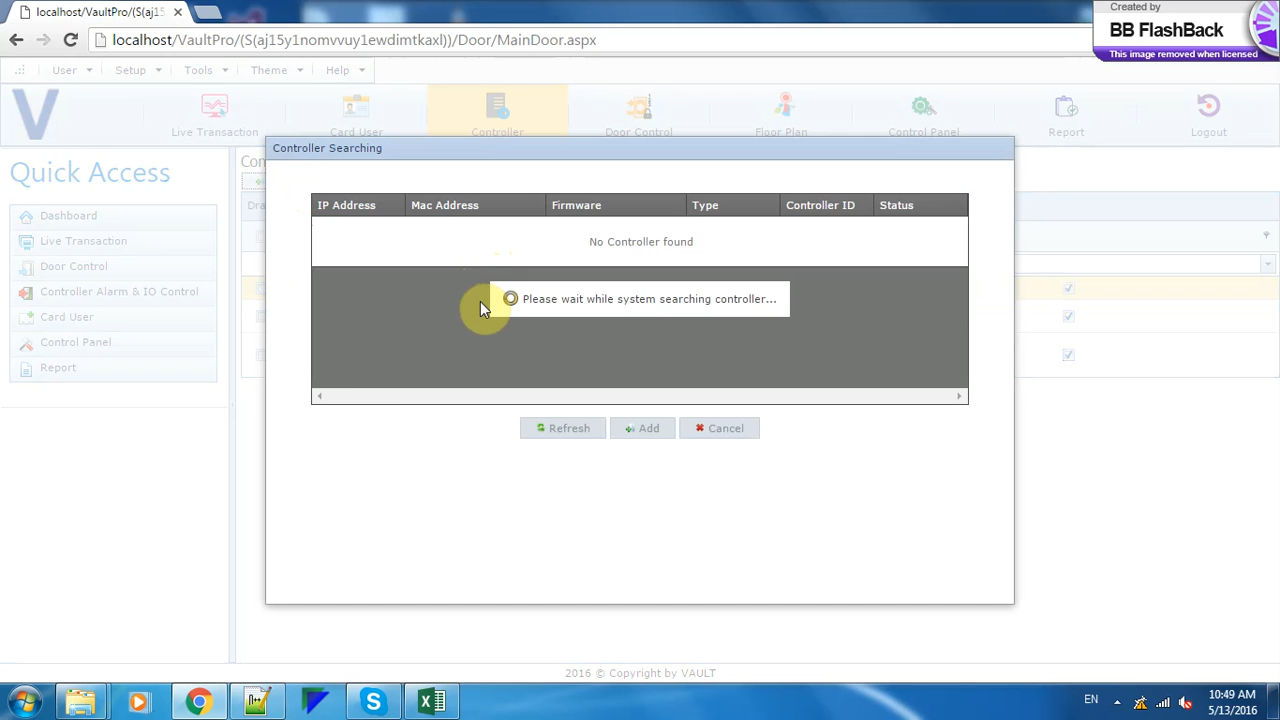 localhost/VaultPro/(S(aj15
Created by
BB FlashBack
This image removed when licensed
localhost/VaultPro/(S(aj15y1nomvvuy1ewdimtkaxl))/Door/MainDoor.aspx
User Setup Tools Theme Help
V
Live Transaction
Card User
Controller
Door Control
Floor Plan
Control Panel
Report
Logout
Quick Access
Dashboard
Live Transaction
Door Control
Controller Alarm & IO Control
Card User
Control Panel
Report
Con
Dra
Controller Searching
IP Address Mac Address Firmware Type Controller ID Status
No Controller found
Please wait while system searching controller...
Refresh Add Cancel
2016 © Copyright by VAULT
EN
10:49 AM
5/13/2016